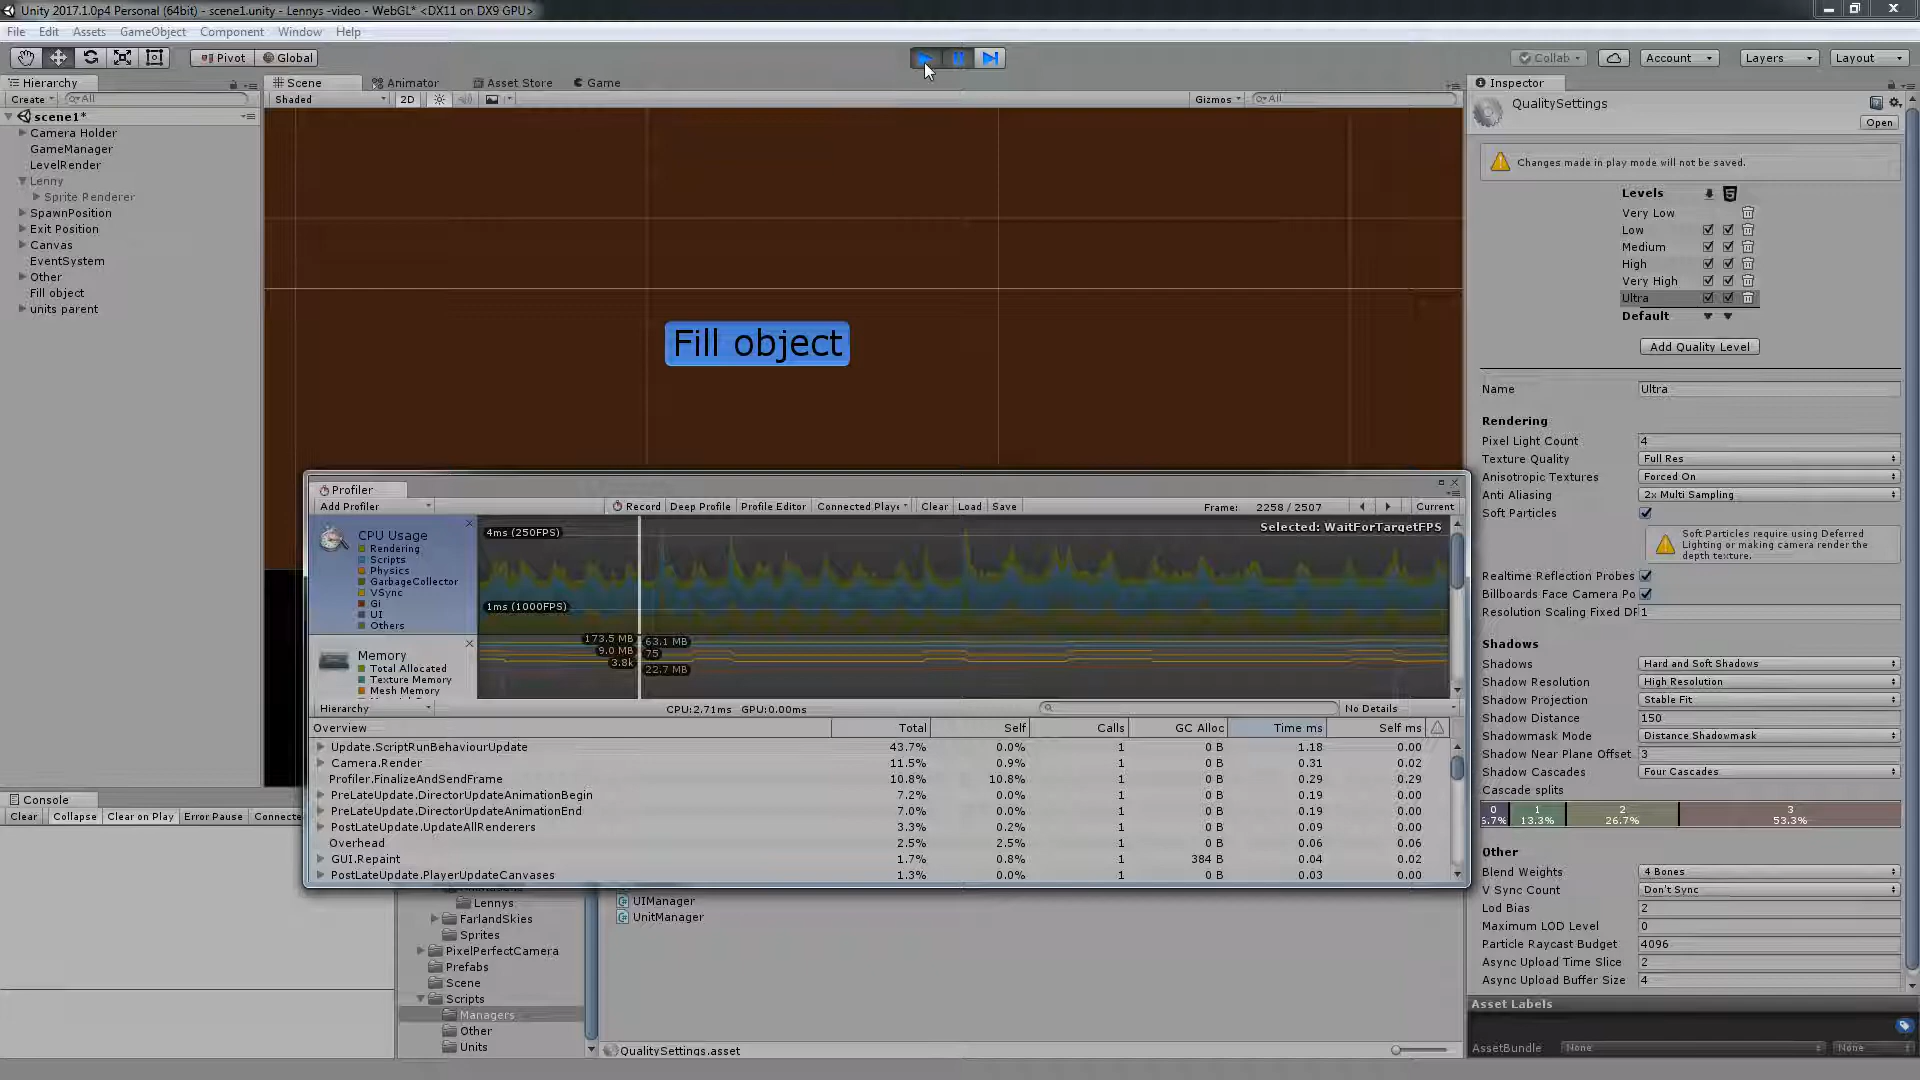 Unity 2017.1.0p4 Personal (64bit) - scene1.unity - Lennys -video - WebGL* <DX11 on DX9 GPU>
File Edit Assets GameObject Component Window Help
Pivot Global
Collab Account Layers Layout
Hierarchy
Create All
scene1*
Camera Holder
GameManager
LevelRender
Lenny
Sprite Renderer
SpawnPosition
Exit Position
Canvas
EventSystem
Other
Fill object
units parent
Scene Animator Asset Store Game
Shaded 2D Gizmos All
Fill object
Profiler
Add Profiler Record Deep Profile Profile Editor Connected Playe Clear Load Save Frame: 2258 / 2507 Current
CPU Usage
Rendering
Scripts
Physics
GarbageCollector
VSync
Gi
UI
Others
4ms (250FPS)
Selected: WaitForTargetFPS
1ms (1000FPS)
Memory
Total Allocated
Texture Memory
Mesh Memory
173.5 MB 63.1 MB
9.0 MB 75
3.8k 22.7 MB
Hierarchy CPU:2.71ms GPU:0.00ms No Details
Overview Total Self Calls GC Alloc Time ms Self ms
Update.ScriptRunBehaviourUpdate 43.7% 0.0% 1 0 B 1.18 0.00
Camera.Render 11.5% 0.9% 1 0 B 0.31 0.02
Profiler.FinalizeAndSendFrame 10.8% 10.8% 1 0 B 0.29 0.29
PreLateUpdate.DirectorUpdateAnimationBegin 7.2% 0.0% 1 0 B 0.19 0.00
PreLateUpdate.DirectorUpdateAnimationEnd 7.0% 0.0% 1 0 B 0.19 0.00
PostLateUpdate.UpdateAllRenderers 3.3% 0.2% 1 0 B 0.09 0.00
Overhead 2.5% 2.5% 1 0 B 0.06 0.06
GUI.Repaint 1.7% 0.8% 1 384 B 0.04 0.02
PostLateUpdate.PlayerUpdateCanvases 1.3% 0.0% 1 0 B 0.03 0.00
Console
Clear Collapse Clear on Play Error Pause Connecte
Lennys
FarlandSkies
Sprites
PixelPerfectCamera
Prefabs
Scene
Scripts
Managers
Other
Units
UIManager
UnitManager
QualitySettings.asset
Inspector
QualitySettings
Open
Changes made in play mode will not be saved.
Levels
Very Low
Low
Medium
High
Very High
Ultra
Default
Add Quality Level
Name Ultra
Rendering
Pixel Light Count 4
Texture Quality Full Res
Anisotropic Textures Forced On
Anti Aliasing 2x Multi Sampling
Soft Particles
Soft Particles require using Deferred
Lighting or making camera render the
depth texture.
Realtime Reflection Probes
Billboards Face Camera Po
Resolution Scaling Fixed DF 1
Shadows
Shadows Hard and Soft Shadows
Shadow Resolution High Resolution
Shadow Projection Stable Fit
Shadow Distance 150
Shadowmask Mode Distance Shadowmask
Shadow Near Plane Offset 3
Shadow Cascades Four Cascades
Cascade splits
0 1 2 3
6.7% 13.3% 26.7% 53.3%
Other
Blend Weights 4 Bones
V Sync Count Don't Sync
Lod Bias 2
Maximum LOD Level 0
Particle Raycast Budget 4096
Async Upload Time Slice 2
Async Upload Buffer Size 4
Asset Labels
AssetBundle None None